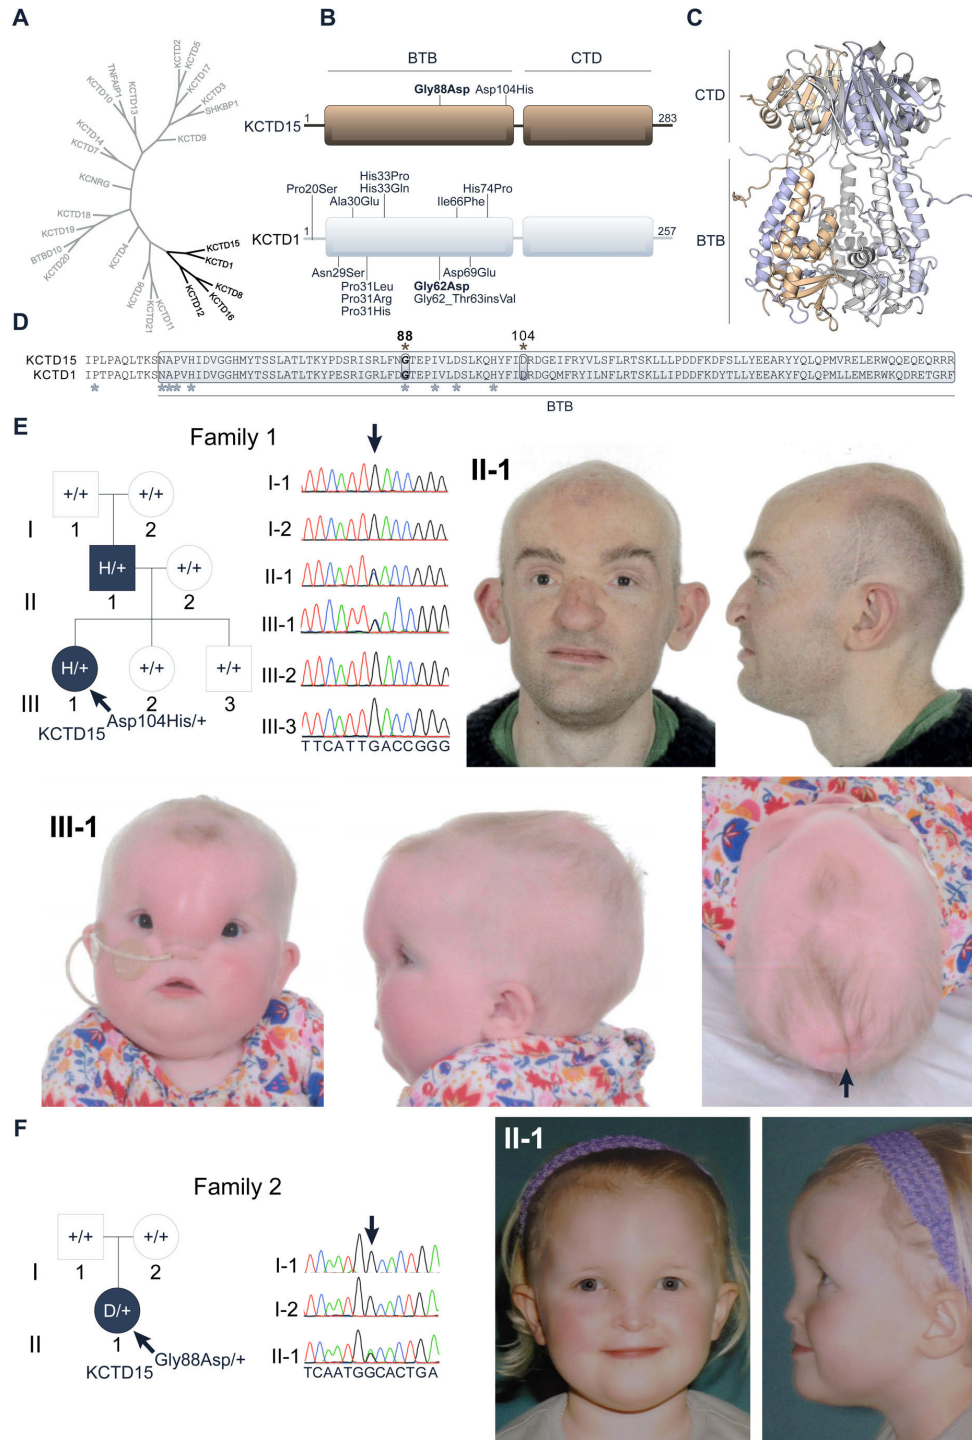 A
KCTD2
KCTD5
KCTD17
KCTD3
SHKBP1
KCTD9
TNFAIP1
KCTD10
KCTD13
KCTD14
KCTD7
KCNRG
KCTD18
KCTD19
BTBD10
KCTD20
KCTD4
KCTD6
KCTD21
KCTD11
KCTD12
KCTD16
KCTD8
KCTD1
KCTD15
B
BTB CTD
Gly88Asp Asp104His
KCTD15 1 283
His33Pro
Pro20Ser His33Gln His74Pro
Ala30Glu Ile66Phe
KCTD1 1 257
Asn29Ser Asp69Glu
Pro31Leu Gly62Asp
Pro31Arg Gly62_Thr63insVal
Pro31His
C
CTD
BTB
D
88 104
* *
KCTD15 IPLPAQLTKSNAPVHIDVGGHMYTSSLATLTKYPDSRISRLFNGTEPIVLDSLKQHYFIDRDGEIFRYVLSFLRTSKLLLPDDFKDFSLLYEEARYYQLQPMVRELERWQQEQEQRRR
KCTD1 IPTPAQLTKSNAPVHIDVGGHMYTSSLATLTKYPESRIGRLFDGTEPIVLDSLKQHYFIDRDGQMFRYILNFLRTSKLLIPDDFKDYTLLYEEAKYFQLQPMLLEMERWKQDRETGRF
* * * * * * * * *
BTB
E
Family 1
+/+ +/+
I 1 2
H/+ +/+
II 1 2
H/+ +/+ +/+
III 1 2 3
KCTD15 Asp104His/+
I-1
I-2
II-1
III-1
III-2
III-3
TTCATTGACCGGG
II-1
III-1
F
Family 2
+/+ +/+
I 1 2
D/+
II 1
KCTD15 Gly88Asp/+
I-1
I-2
II-1
TCAATGGCACTGA
II-1